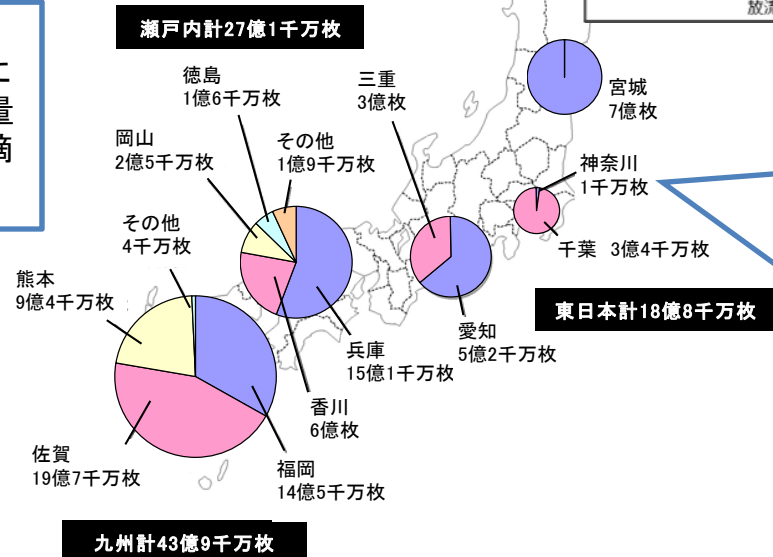 放流
瀬戸内計27億1千万枚
量
摘
徳島
1億6千万枚
三重
3億枚
宮城
7億枚
岡山
2億5千万枚
その他
1億9千万枚
神奈川
1千万枚
その他
4千万枚
千葉 3億4千万枚
熊本
9億4千万枚
東日本計18億8千万枚
愛知
5億2千万枚
兵庫
15億1千万枚
香川
6億枚
佐賀
19億7千万枚
福岡
14億5千万枚
九州計43億9千万枚